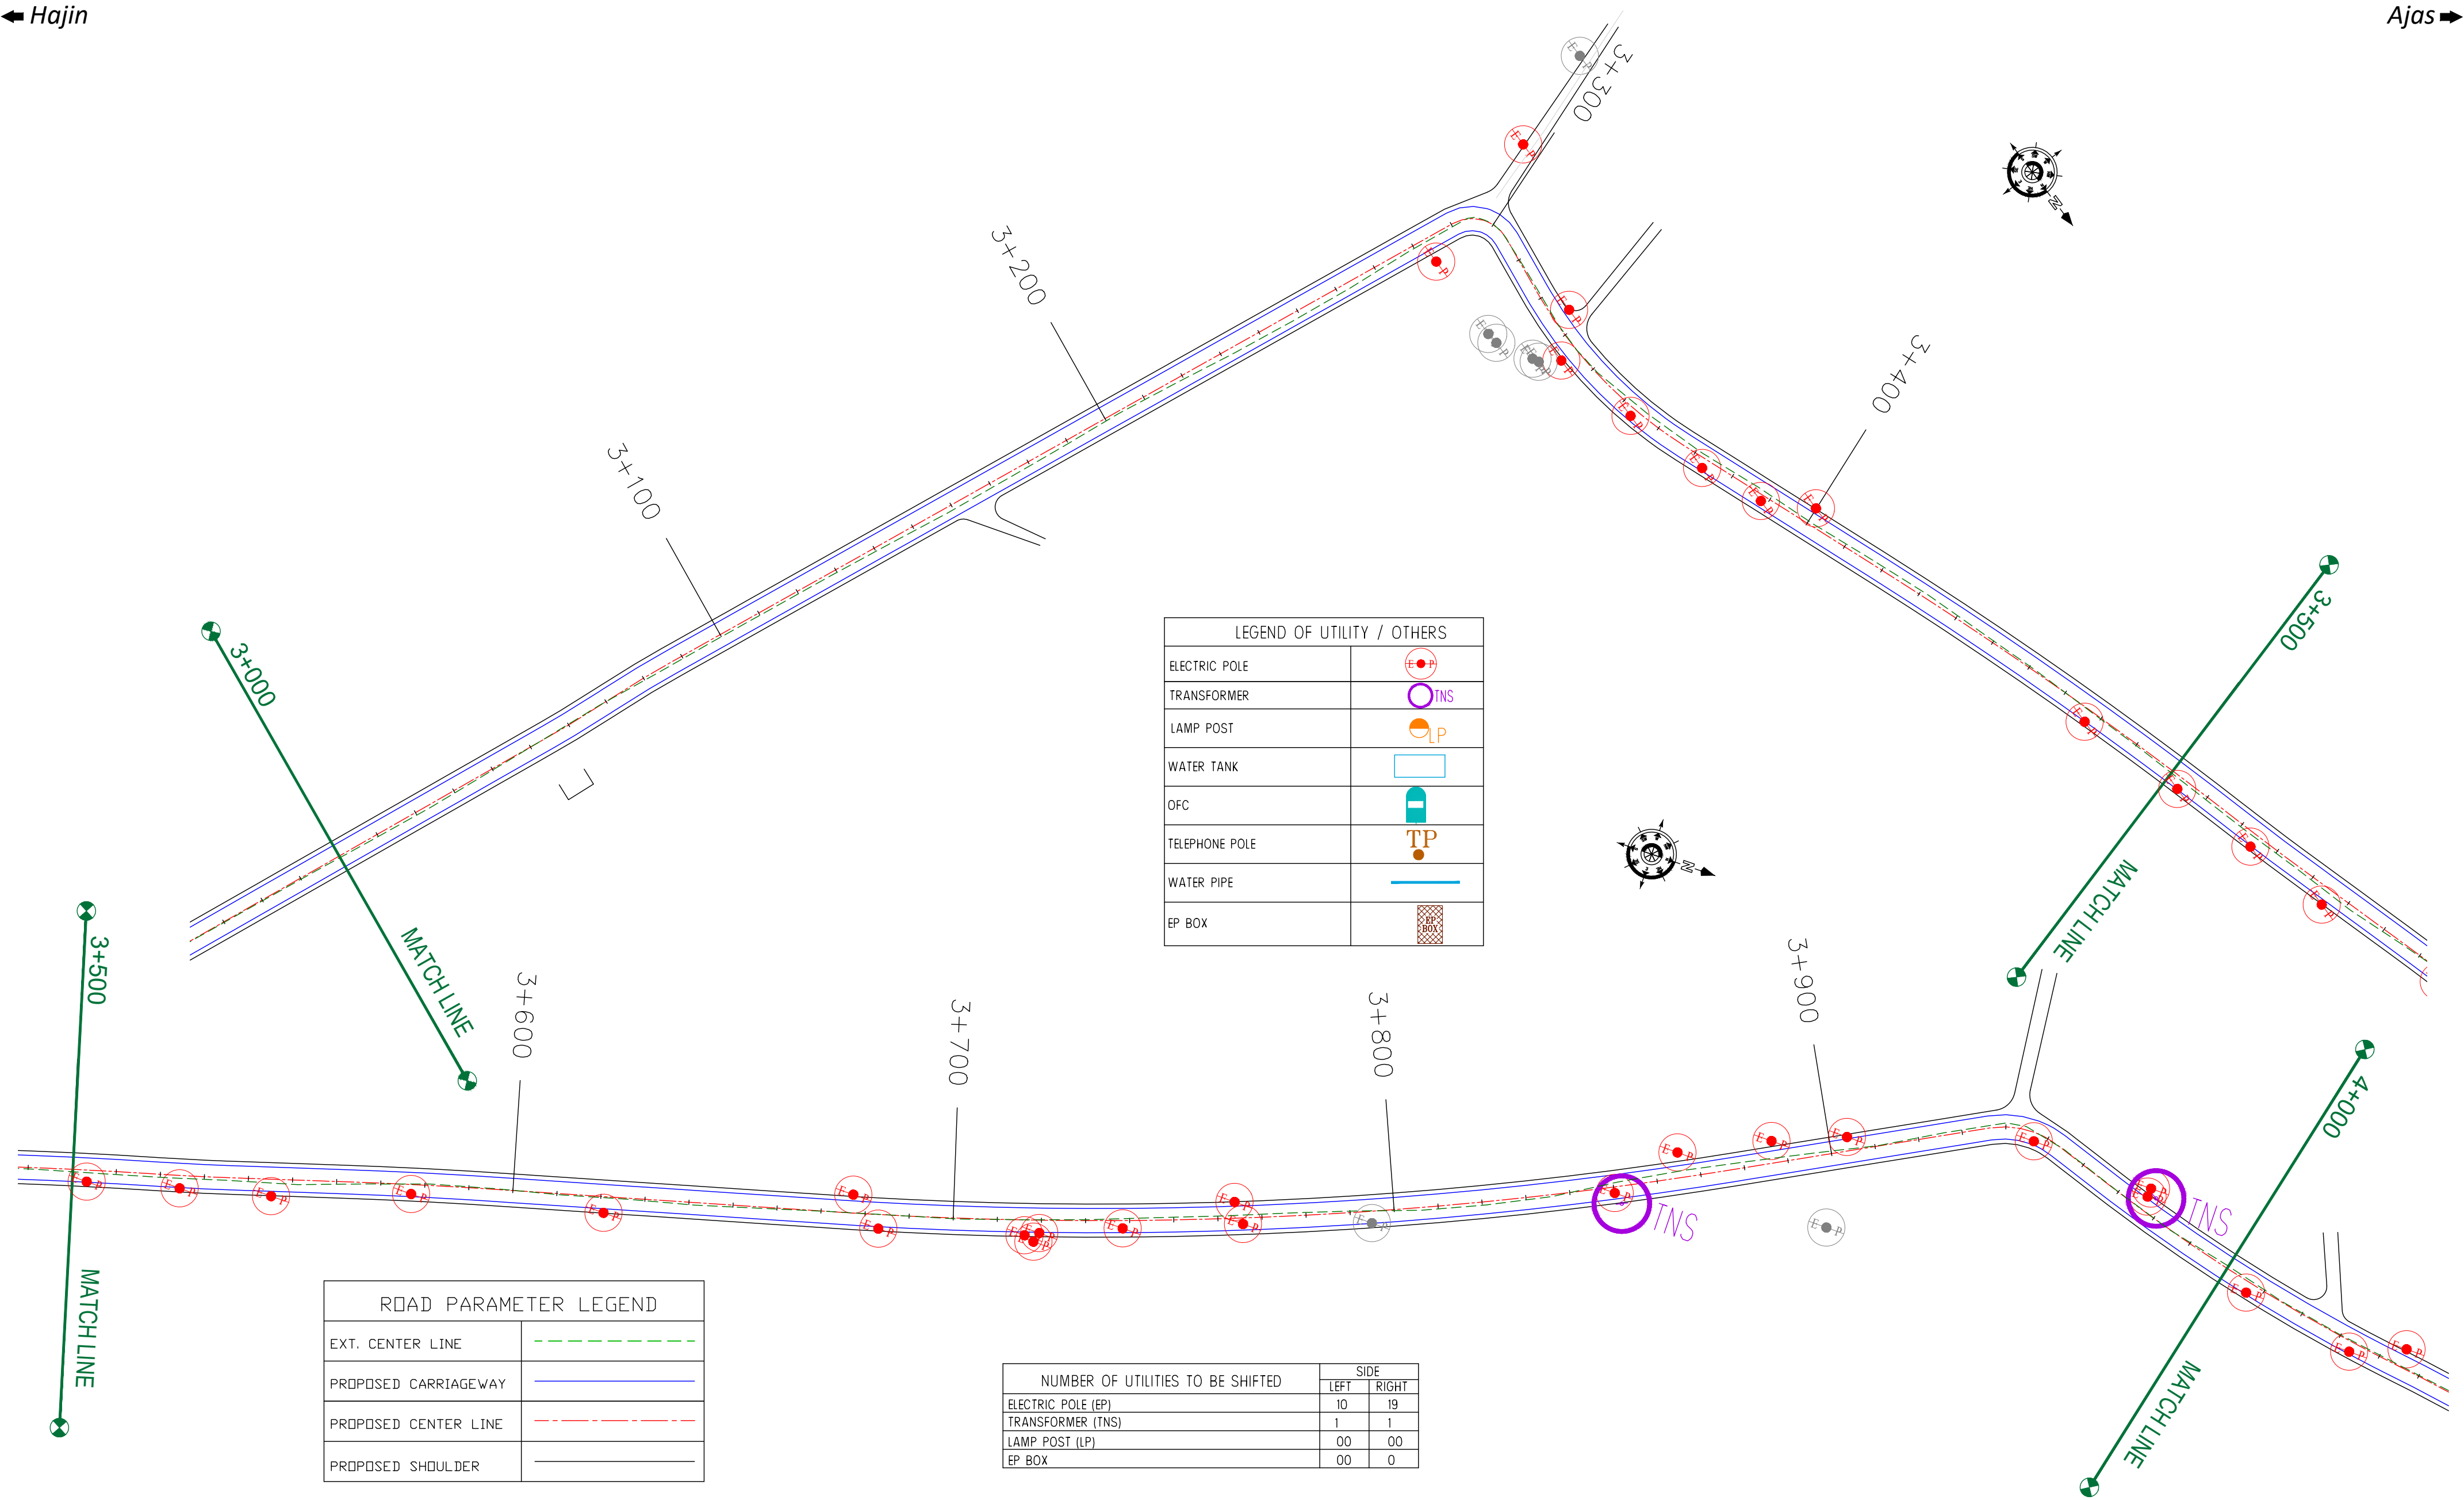 Hajin
Ajas
3+300
3+200
3+100
3+400
3+000
3+500
MATCH LINE
MATCH LINE
N
LEGEND OF UTILITY / OTHERS
ELECTRIC POLE E P
TRANSFORMER TNS
LAMP POST LP
WATER TANK
OFC
TELEPHONE POLE TP
WATER PIPE
EP BOX EP BOX
N
3+500
3+600
3+700
3+800
3+900
4+000
TNS
TNS
MATCH LINE
MATCH LINE
ROAD PARAMETER LEGEND
EXT. CENTER LINE
PROPOSED CARRIAGEWAY
PROPOSED CENTER LINE
PROPOSED SHOULDER
NUMBER OF UTILITIES TO BE SHIFTED SIDE
LEFT RIGHT
ELECTRIC POLE (EP) 10 19
TRANSFORMER (TNS) 1 1
LAMP POST (LP) 00 00
EP BOX 00 0